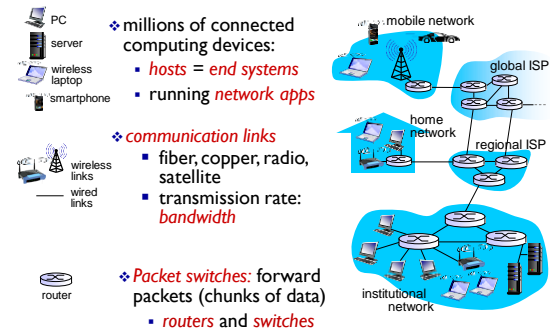 PC
server
wireless
laptop
smartphone
wireless
links
wired
links
router
❖millions of connected
computing devices:
▪ hosts = end systems
▪ running network apps
❖communication links
▪ fiber, copper, radio,
satellite
▪ transmission rate:
bandwidth
❖Packet switches: forward
packets (chunks of data)
▪ routers and switches
mobile network
global ISP
home
network
regional ISP
institutional
network